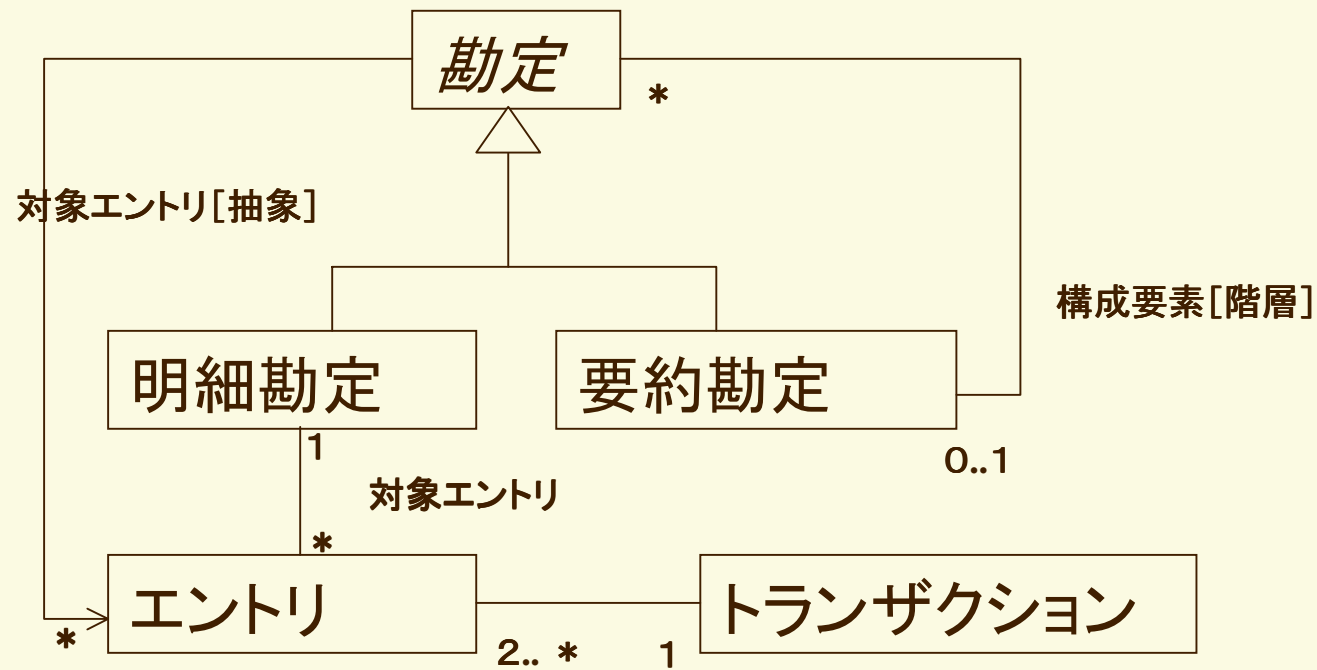 勘定
*
対象エントリ[抽象]
構成要素[階層]
明細勘定
要約勘定
1
0..1
対象エントリ
*
エントリ
トランザクション
*
2.. *
1